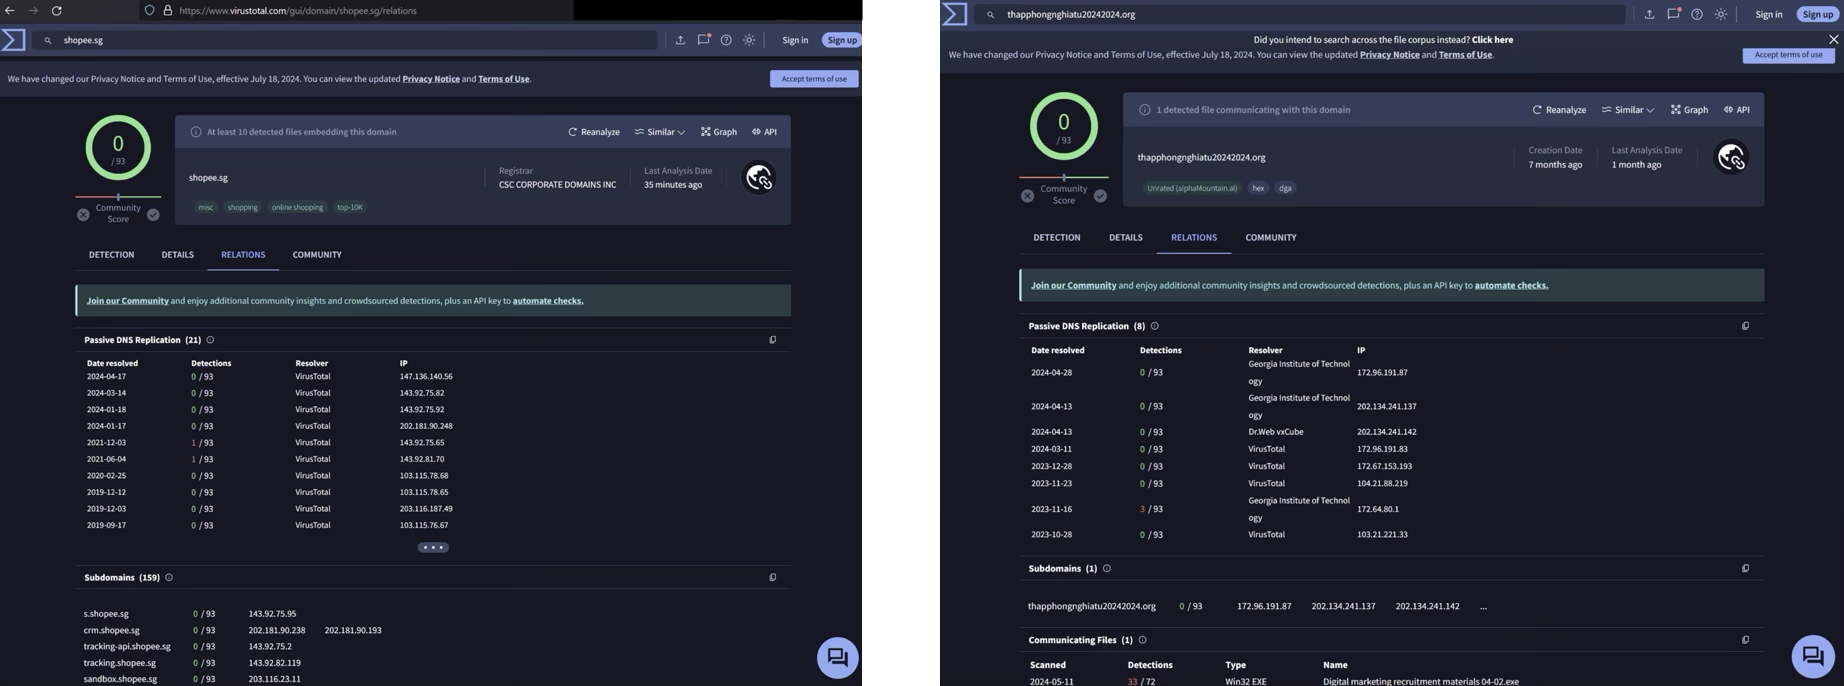 https://www.virustotal.com/gui/domain/shopee.sg/relations
shopee.sg
Sign in Sign up
We have changed our Privacy Notice and Terms of Use, effective July 18, 2024. You can view the updated Privacy Notice and Terms of Use.
Accept terms of use
0
/ 93
Community
Score
At least 10 detected files embedding this domain
Reanalyze Similar Graph API
shopee.sg
Registrar
CSC CORPORATE DOMAINS INC
Last Analysis Date
35 minutes ago
misc shopping online shopping top-10K
DETECTION DETAILS RELATIONS COMMUNITY
Join our Community and enjoy additional community insights and crowdsourced detections, plus an API key to automate checks.
Passive DNS Replication (21)
Date resolved Detections Resolver IP
2024-04-17 0 / 93 VirusTotal 147.136.140.56
2024-03-14 0 / 93 VirusTotal 143.92.75.82
2024-01-18 0 / 93 VirusTotal 143.92.75.92
2024-01-17 0 / 93 VirusTotal 202.181.90.248
2021-12-03 1 / 93 VirusTotal 143.92.75.65
2021-06-04 1 / 93 VirusTotal 143.92.81.70
2020-02-25 0 / 93 VirusTotal 103.115.78.68
2019-12-12 0 / 93 VirusTotal 103.115.78.65
2019-12-03 0 / 93 VirusTotal 203.116.187.49
2019-09-17 0 / 93 VirusTotal 103.115.76.67
Subdomains (159)
s.shopee.sg 0 / 93 143.92.75.95
crm.shopee.sg 0 / 93 202.181.90.238 202.181.90.193
tracking-api.shopee.sg 0 / 93 143.92.75.2
tracking.shopee.sg 0 / 93 143.92.82.119
sandbox.shopee.sg 0 / 93 203.116.23.11
thapphongnghiatu20242024.org
Sign in Sign up
Did you intend to search across the file corpus instead? Click here
We have changed our Privacy Notice and Terms of Use, effective July 18, 2024. You can view the updated Privacy Notice and Terms of Use.
Accept terms of use
0
/ 93
Community
Score
1 detected file communicating with this domain
Reanalyze Similar Graph API
thapphongnghiatu20242024.org
Creation Date
7 months ago
Last Analysis Date
1 month ago
Unrated (alphaMountain.ai) hex dga
DETECTION DETAILS RELATIONS COMMUNITY
Join our Community and enjoy additional community insights and crowdsourced detections, plus an API key to automate checks.
Passive DNS Replication (8)
Date resolved Detections Resolver IP
2024-04-28 0 / 93 Georgia Institute of Technol
ogy 172.96.191.87
2024-04-13 0 / 93 Georgia Institute of Technol
ogy 202.134.241.137
2024-04-13 0 / 93 Dr.Web vxCube 202.134.241.142
2024-03-11 0 / 93 VirusTotal 172.96.191.83
2023-12-28 0 / 93 VirusTotal 172.67.153.193
2023-11-23 0 / 93 VirusTotal 104.21.88.219
2023-11-16 3 / 93 Georgia Institute of Technol
ogy 172.64.80.1
2023-10-28 0 / 93 VirusTotal 103.21.221.33
Subdomains (1)
thapphongnghiatu20242024.org 0 / 93 172.96.191.87 202.134.241.137 202.134.241.142 ...
Communicating Files (1)
Scanned Detections Type Name
2024-05-11 33 / 72 Win32 EXE Digital marketing recruitment materials 04-02.exe